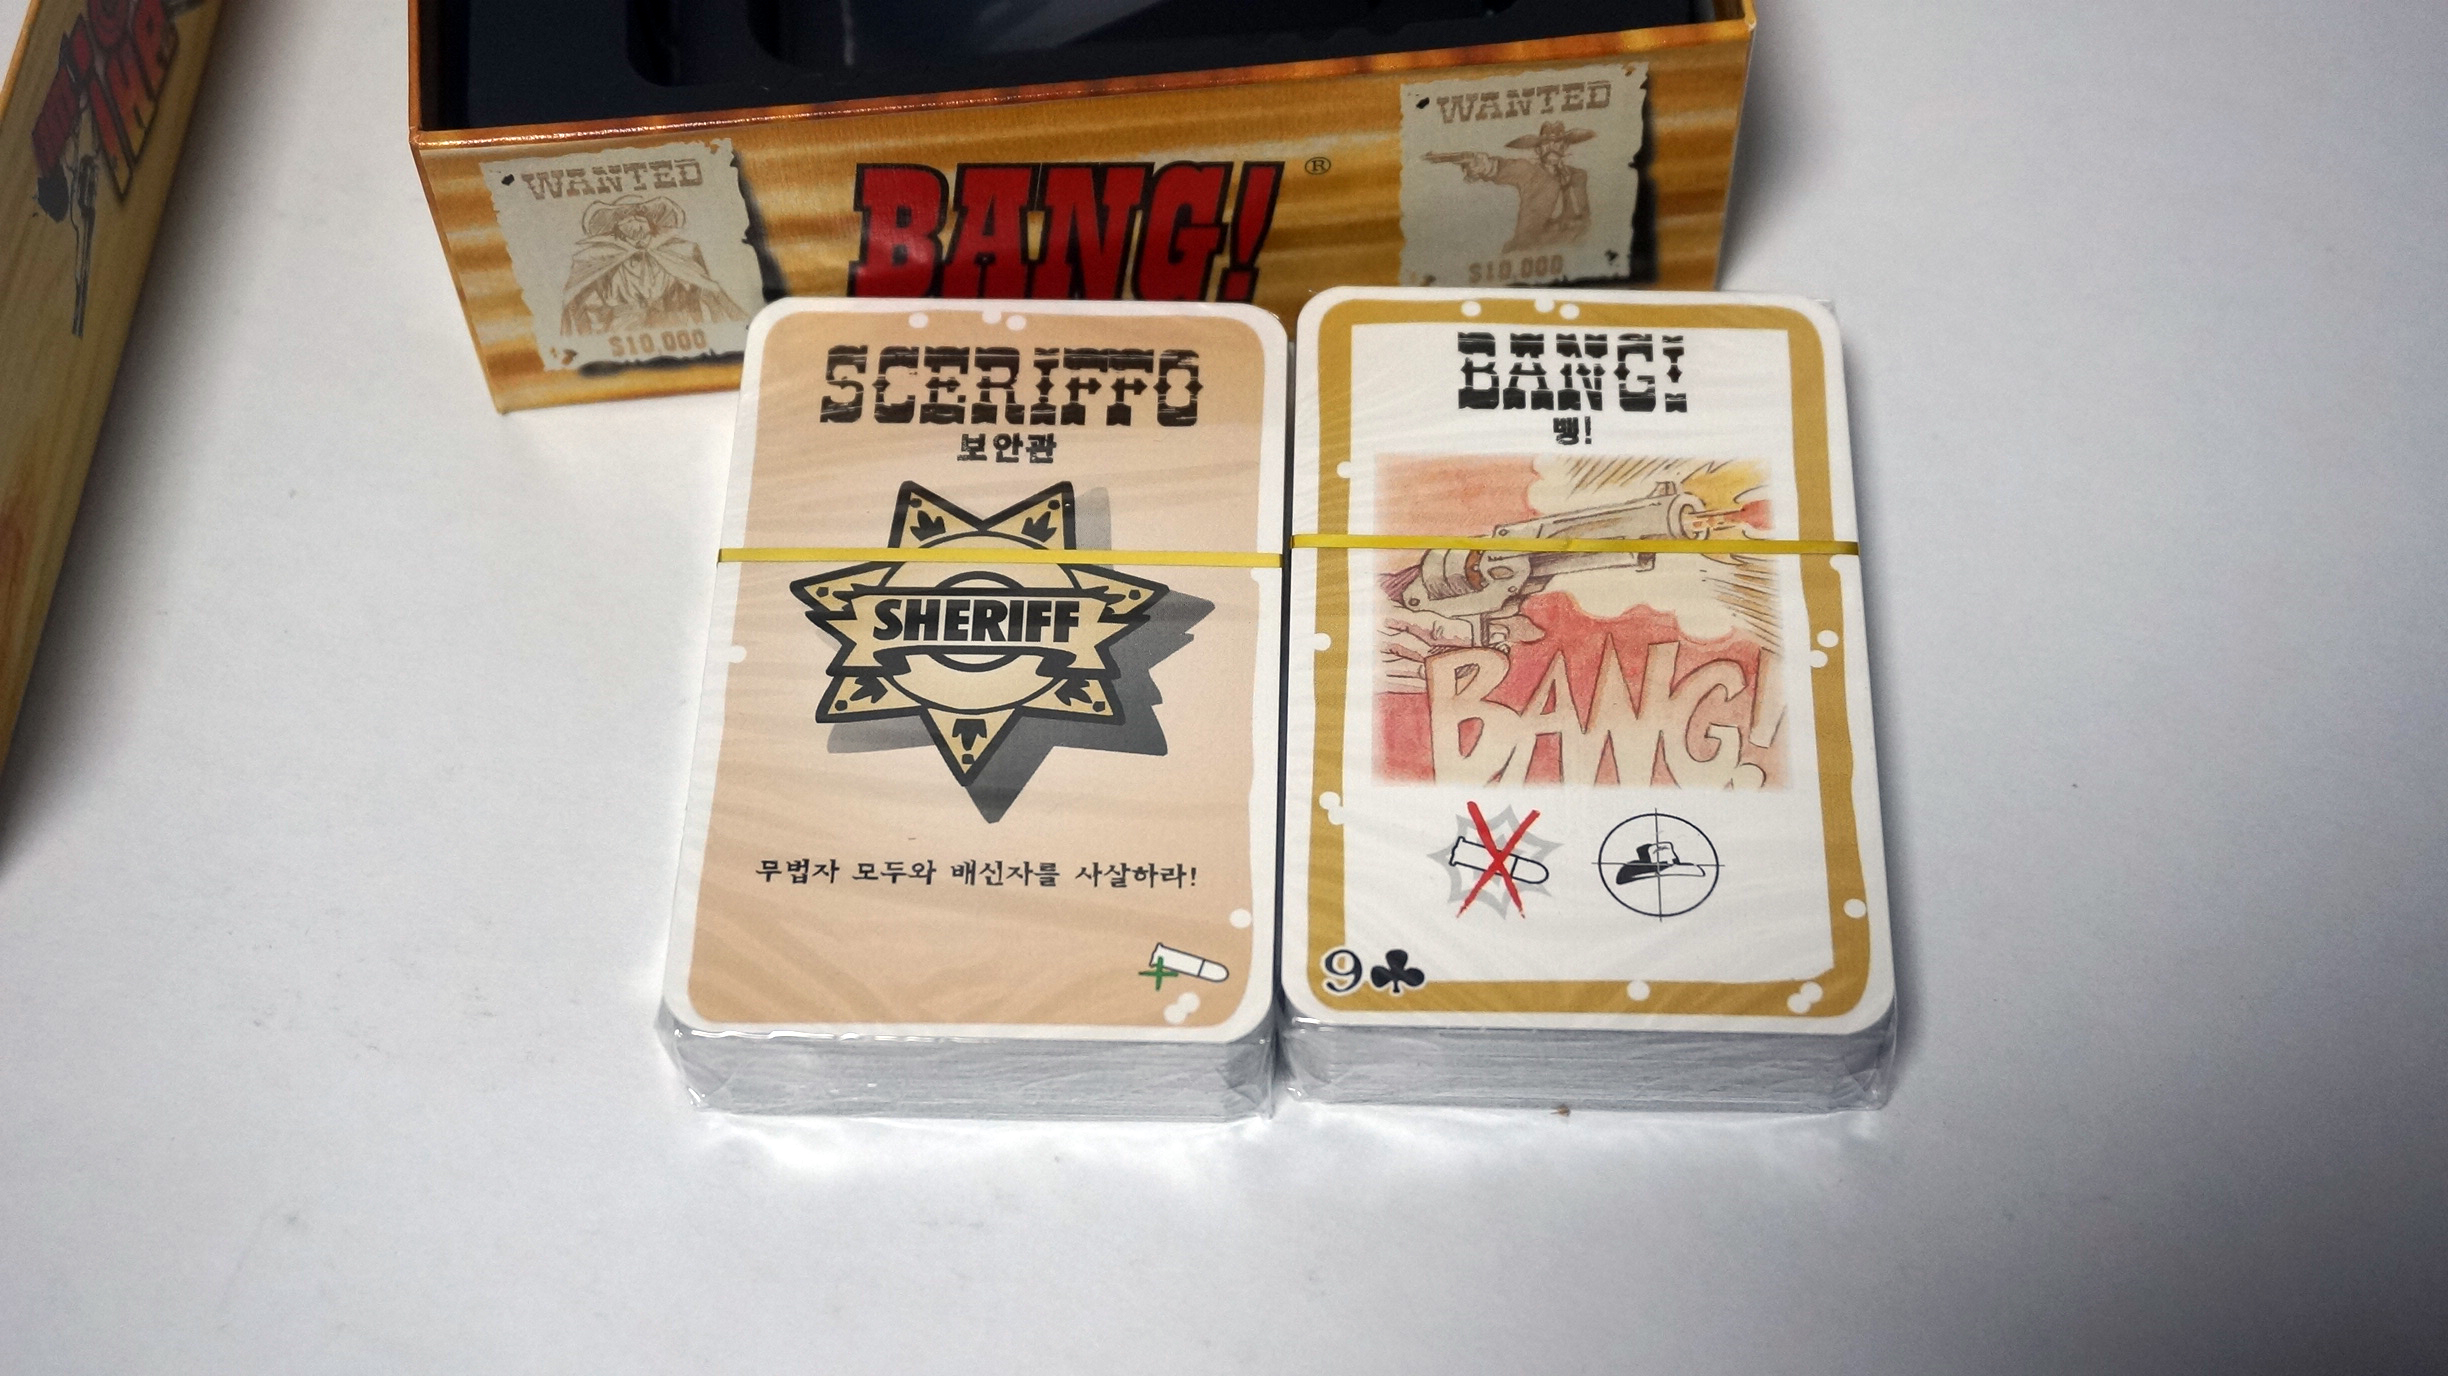 WANTED
$10,000
BANG! ®
WANTED
$10,000
SCERIFFO
보안관
SHERIFF
무법자 모두와 배신자를 사살하라!
BANG!
뱅!
BANG!
9